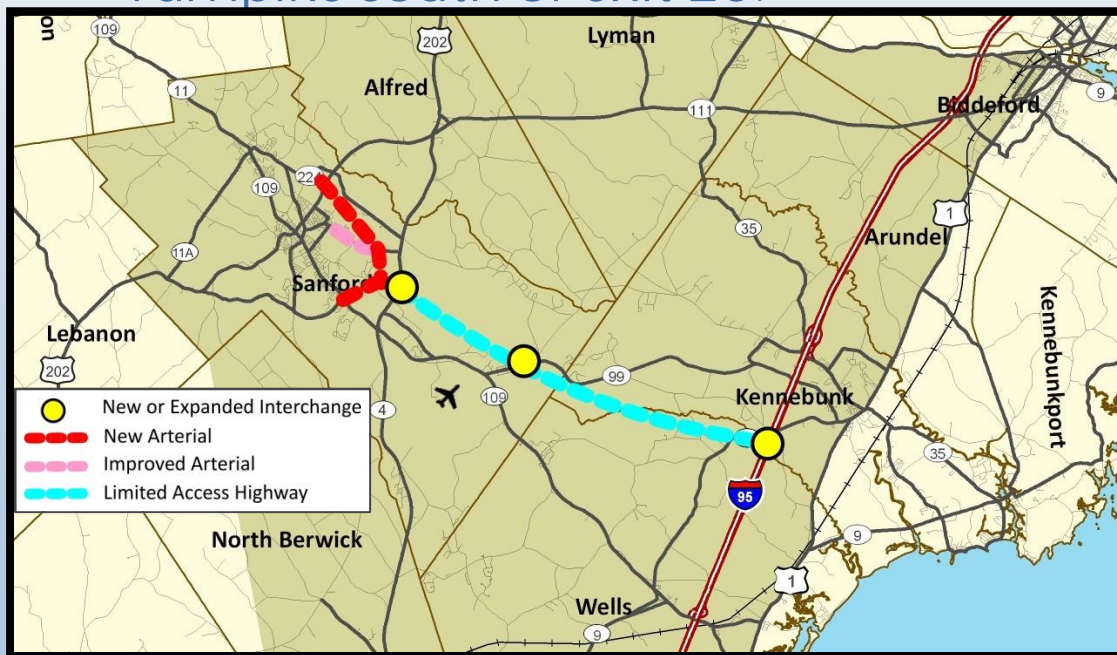 109
202
Lyman
Alfred
9
11
111
Biddeford
109
224
1
35
Arundel
11A
Sanford
Kennebunkport
Lebanon
202
99
109
Kennebunk
4
New or Expanded Interchange
New Arterial
Improved Arterial
Limited Access Highway
35
95
North Berwick
9
1
Wells
9